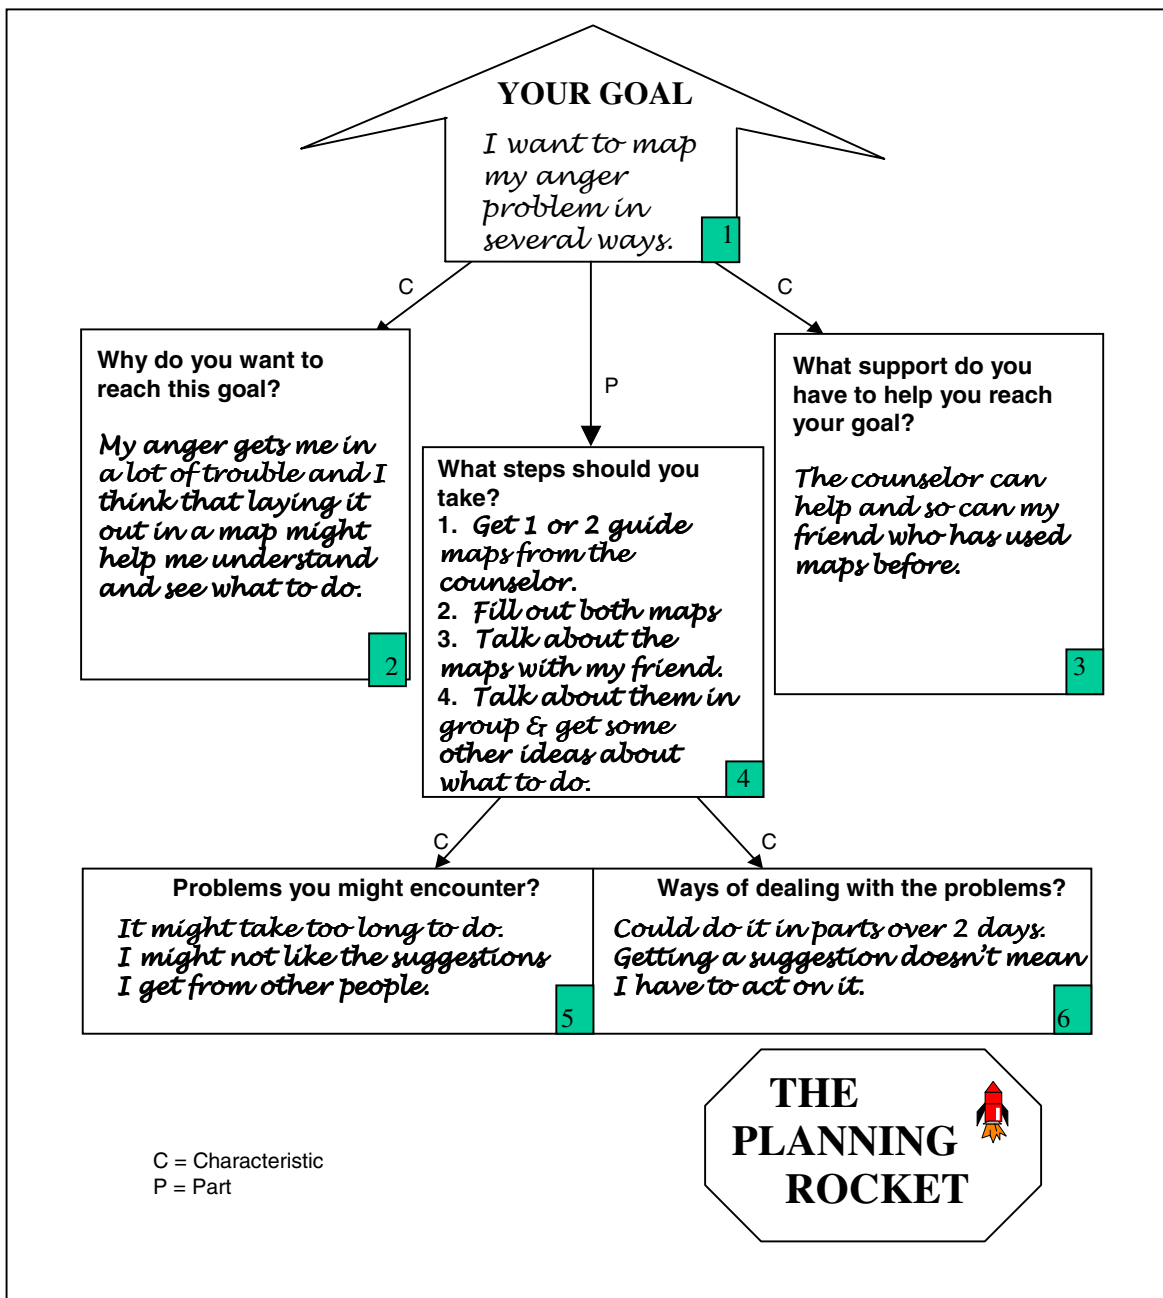 YOUR GOAL
I want to map
my anger
problem in
several ways.
1
C
C
P
Why do you want to
reach this goal?
My anger gets me in
a lot of trouble and I
think that laying it
out in a map might
help me understand
and see what to do.
2
What support do you
have to help you reach
your goal?
The counselor can
help and so can my
friend who has used
maps before.
3
What steps should you
take?
1. Get 1 or 2 guide
maps from the
counselor.
2. Fill out both maps
3. Talk about the
maps with my friend.
4. Talk about them in
group & get some
other ideas about
what to do.
4
C
C
Problems you might encounter?
It might take too long to do.
I might not like the suggestions
I get from other people.
5
Ways of dealing with the problems?
Could do it in parts over 2 days.
Getting a suggestion doesn't mean
I have to act on it.
6
THE
PLANNING
ROCKET
C = Characteristic
P = Part